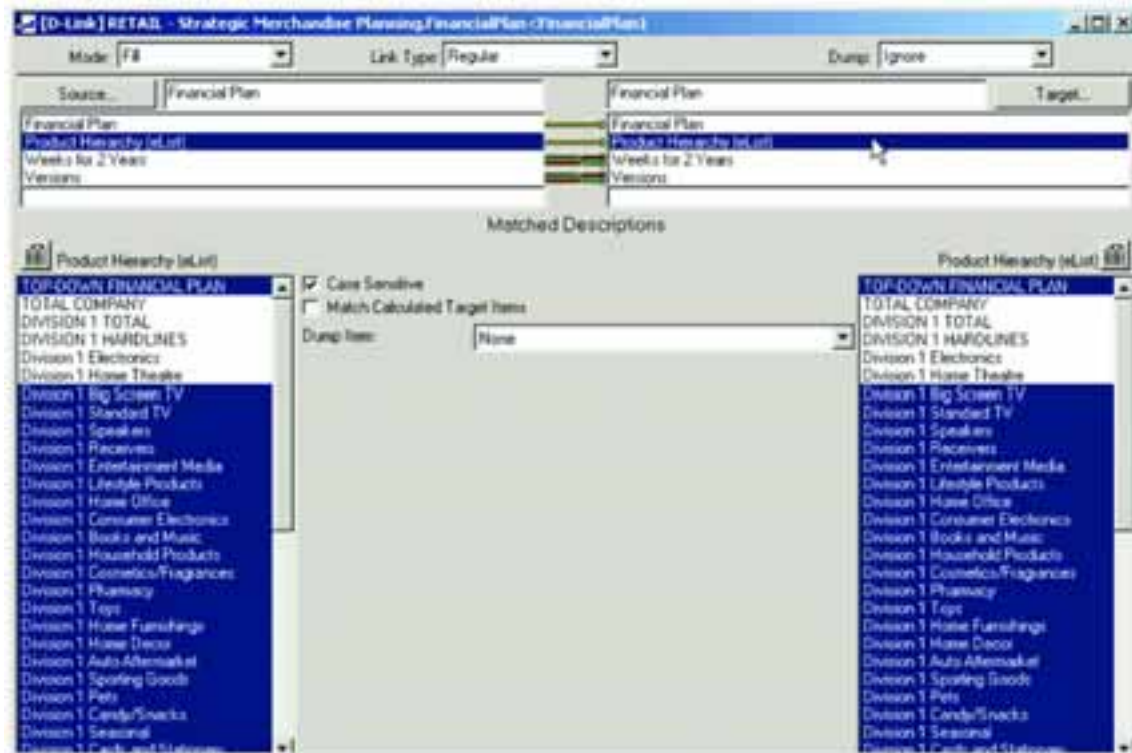 [D-Link] RETAIL - Strategic Merchandise Planning.FinancialPlan<FinancialPlan)
Mode: Fill Link Type: Regular Dump: Ignore
Source... Financial Plan Financial Plan Target...
Financial Plan Financial Plan
Product Hierarchy (eList) Product Hierarchy (eList)
Weeks for 2 Years Weeks for 2 Years
Versions Versions
Matched Descriptions
Product Hierarchy (eList) Product Hierarchy (eList)
TOP-DOWN FINANCIAL PLAN Case Sensitive TOP-DOWN FINANCIAL PLAN
TOTAL COMPANY Match Calculated Target Items TOTAL COMPANY
DIVISION 1 TOTAL DIVISION 1 TOTAL
DIVISION 1 HARDLINES Dump Item: None DIVISION 1 HARDLINES
Division 1 Electronics Division 1 Electronics
Division 1 Home Theatre Division 1 Home Theatre
Division 1 Big Screen TV Division 1 Big Screen TV
Division 1 Standard TV Division 1 Standard TV
Division 1 Speakers Division 1 Speakers
Division 1 Receivers Division 1 Receivers
Division 1 Entertainment Media Division 1 Entertainment Media
Division 1 Lifestyle Products Division 1 Lifestyle Products
Division 1 Home Office Division 1 Home Office
Division 1 Consumer Electronics Division 1 Consumer Electronics
Division 1 Books and Music Division 1 Books and Music
Division 1 Household Products Division 1 Household Products
Division 1 Cosmetics/Fragrances Division 1 Cosmetics/Fragrances
Division 1 Pharmacy Division 1 Pharmacy
Division 1 Toys Division 1 Toys
Division 1 Home Furnishings Division 1 Home Furnishings
Division 1 Home Decor Division 1 Home Decor
Division 1 Auto Aftermarket Division 1 Auto Aftermarket
Division 1 Sporting Goods Division 1 Sporting Goods
Division 1 Pets Division 1 Pets
Division 1 Candy/Snacks Division 1 Candy/Snacks
Division 1 Seasonal Division 1 Seasonal
Division 1 Cards and Division 1 Cards and